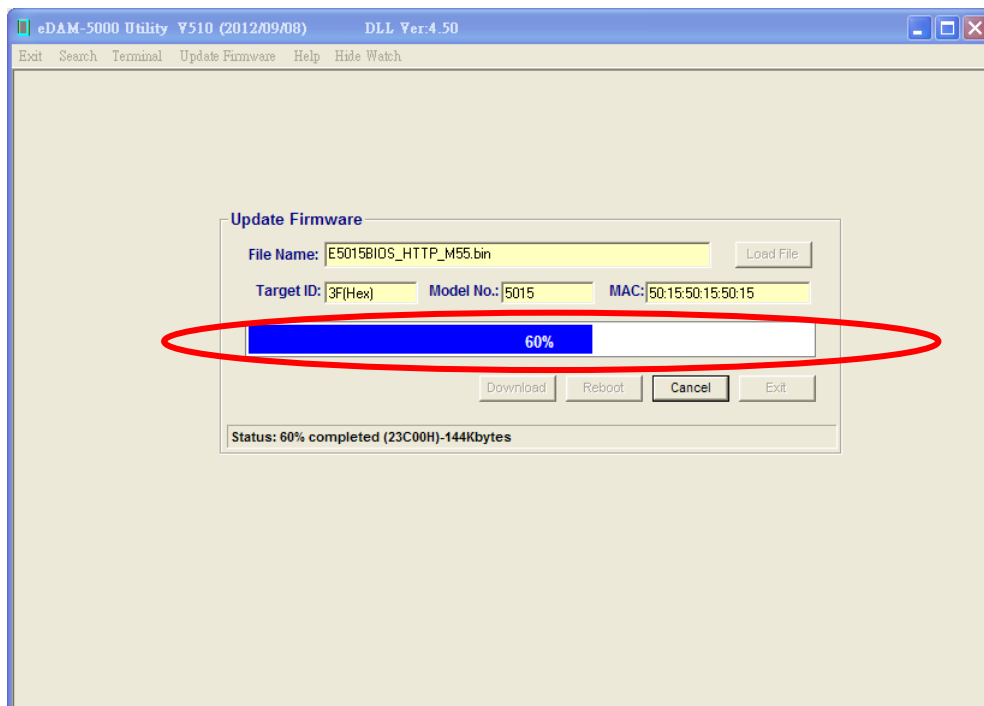 eDAM-5000 Utility V510 (2012/09/08) DLL Ver:4.50
Exit Search Terminal Update Firmware Help Hide Watch
Update Firmware
File Name: E5015BIOS_HTTP_M55.bin Load File
Target ID: 3F(Hex) Model No.: 5015 MAC: 50:15:50:15:50:15
60%
Download Reboot Cancel Exit
Status: 60% completed (23C00H)-144Kbytes